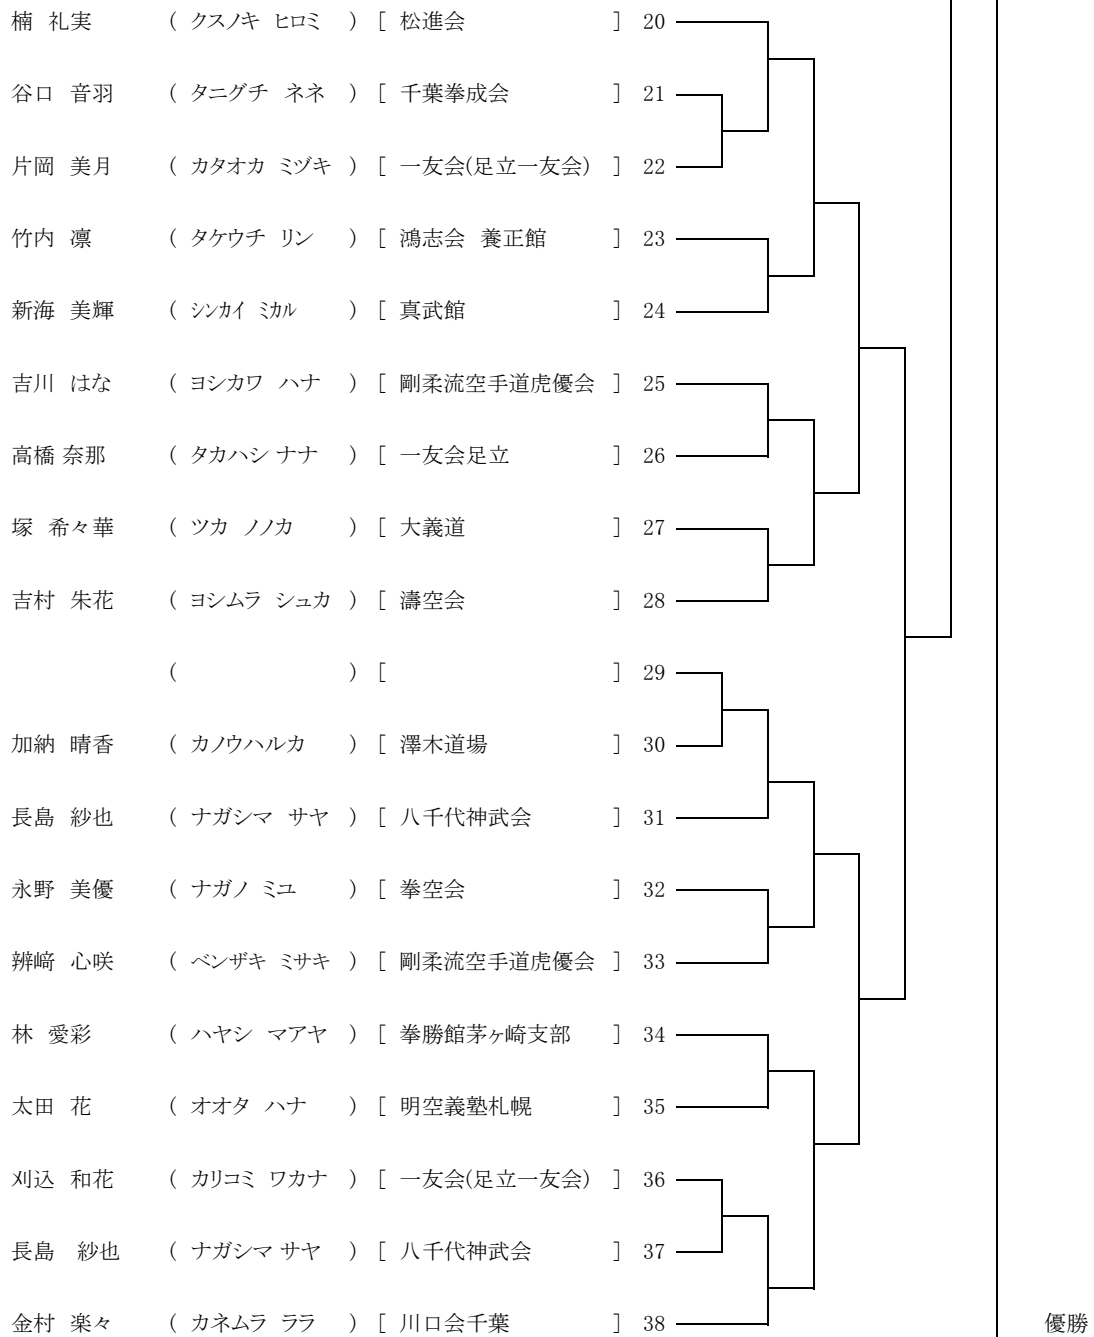 楠 礼実 ( クスノキ ヒロミ ) [ 松進会 ] 20
谷口 音羽 ( タニグチ ネネ ) [ 千葉拳成会 ] 21
片岡 美月 ( カタオカ ミヅキ ) [ 一友会(足立一友会) ] 22
竹内 凛 ( タケウチ リン ) [ 鴻志会 養正館 ] 23
新海 美輝 ( シンカイ ミカル ) [ 真武館 ] 24
吉川 はな ( ヨシカワ ハナ ) [ 剛柔流空手道虎優会 ] 25
高橋 奈那 ( タカハシ ナナ ) [ 一友会足立 ] 26
塚 希々華 ( ツカ ノノカ ) [ 大義道 ] 27
吉村 朱花 ( ヨシムラ シュカ ) [ 濤空会 ] 28
( ) [ ] 29
加納 晴香 ( カノウハルカ ) [ 澤木道場 ] 30
長島 紗也 ( ナガシマ サヤ ) [ 八千代神武会 ] 31
永野 美優 ( ナガノ ミユ ) [ 拳空会 ] 32
辨﨑 心咲 ( ベンザキ ミサキ ) [ 剛柔流空手道虎優会 ] 33
林 愛彩 ( ハヤシ マアヤ ) [ 拳勝館茅ヶ崎支部 ] 34
太田 花 ( オオタ ハナ ) [ 明空義塾札幌 ] 35
刈込 和花 ( カリコミ ワカナ ) [ 一友会(足立一友会) ] 36
長島 紗也 ( ナガシマ サヤ ) [ 八千代神武会 ] 37
金村 楽々 ( カネムラ ララ ) [ 川口会千葉 ] 38 優勝